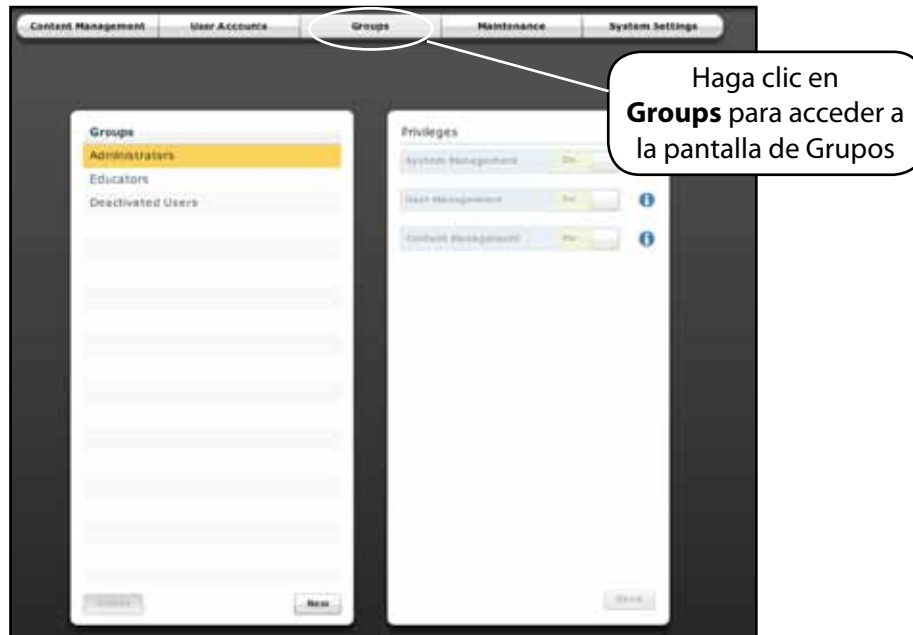 Content Management
User Accounts
Groups
Maintenance
System Settings
Haga clic en
Groups para acceder a
la pantalla de Grupos
Groups
Administrators
Educators
Deactivated Users
New
Privileges
System Management
User Management
Content Management